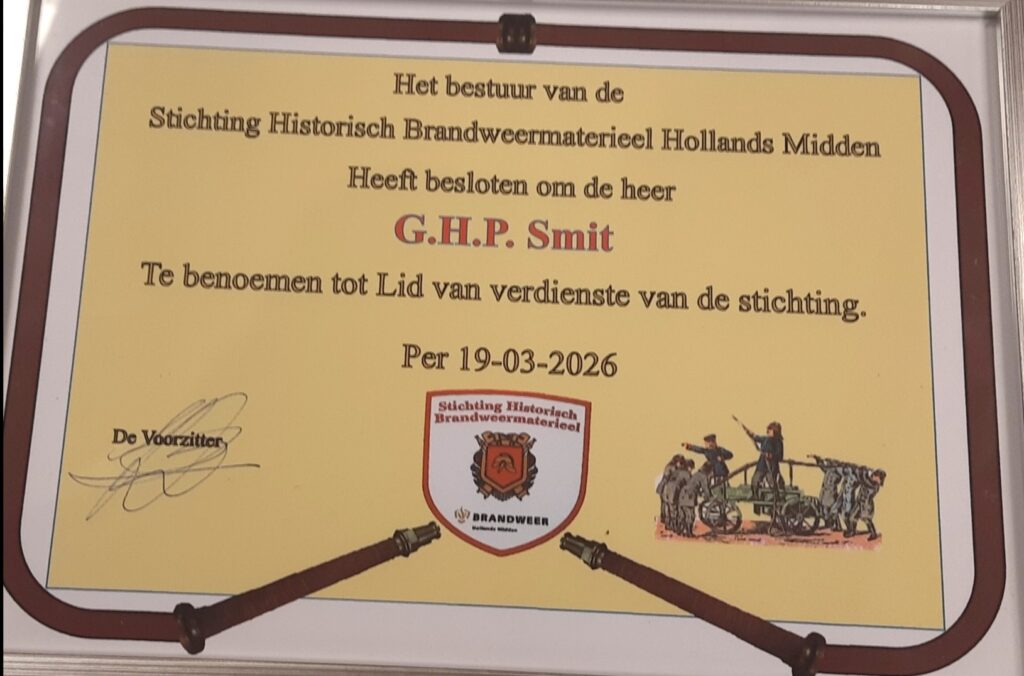 Het bestuur van de
Stichting Historisch Brandweermaterieel Hollands Midden
Heeft besloten om de heer
G.H.P. Smit
Te benoemen tot Lid van verdienste van de stichting.
Per 19-03-2026
De Voorzitter,
Stichting Historisch
Brandweermaterieel
BRANDWEER
Hollands Midden